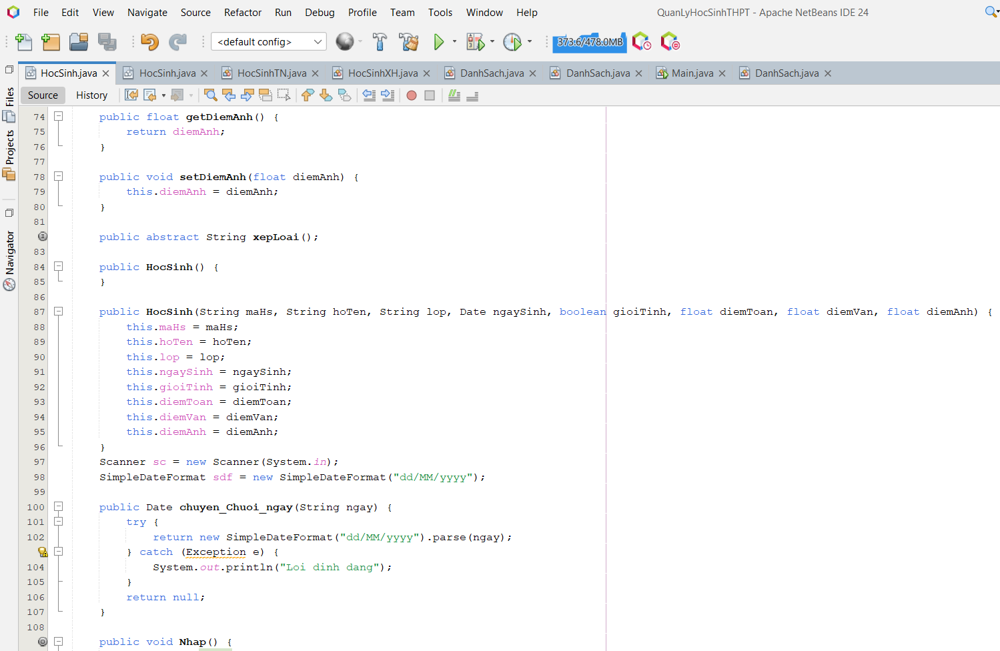 File Edit View Navigate Source Refactor Run Debug Profile Team Tools Window Help QuanLyHocSinhTHPT - Apache NetBeans IDE 24
<default config> 373.6/478.0MB
HocSinh.java HocSinh.java HocSinhTN.java HocSinhXH.java DanhSach.java DanhSach.java Main.java DanhSach.java
Source History
Files
Projects
Navigator
74 public float getDiemAnh() {
75 return diemAnh;
76 }
77
78 public void setDiemAnh(float diemAnh) {
79 this.diemAnh = diemAnh;
80 }
81
public abstract String xepLoai();
83
84 public HocSinh() {
85 }
86
87 public HocSinh(String maHs, String hoTen, String lop, Date ngaySinh, boolean gioiTinh, float diemToan, float diemVan, float diemAnh) {
88 this.maHs = maHs;
89 this.hoTen = hoTen;
90 this.lop = lop;
91 this.ngaySinh = ngaySinh;
92 this.gioiTinh = gioiTinh;
93 this.diemToan = diemToan;
94 this.diemVan = diemVan;
95 this.diemAnh = diemAnh;
96 }
97 Scanner sc = new Scanner(System.in);
98 SimpleDateFormat sdf = new SimpleDateFormat("dd/MM/yyyy");
99
100 public Date chuyen_Chuoi_ngay(String ngay) {
101 try {
102 return new SimpleDateFormat("dd/MM/yyyy").parse(ngay);
} catch (Exception e) {
104 System.out.println("Loi dinh dang");
105 }
106 return null;
107 }
108
public void Nhap() {